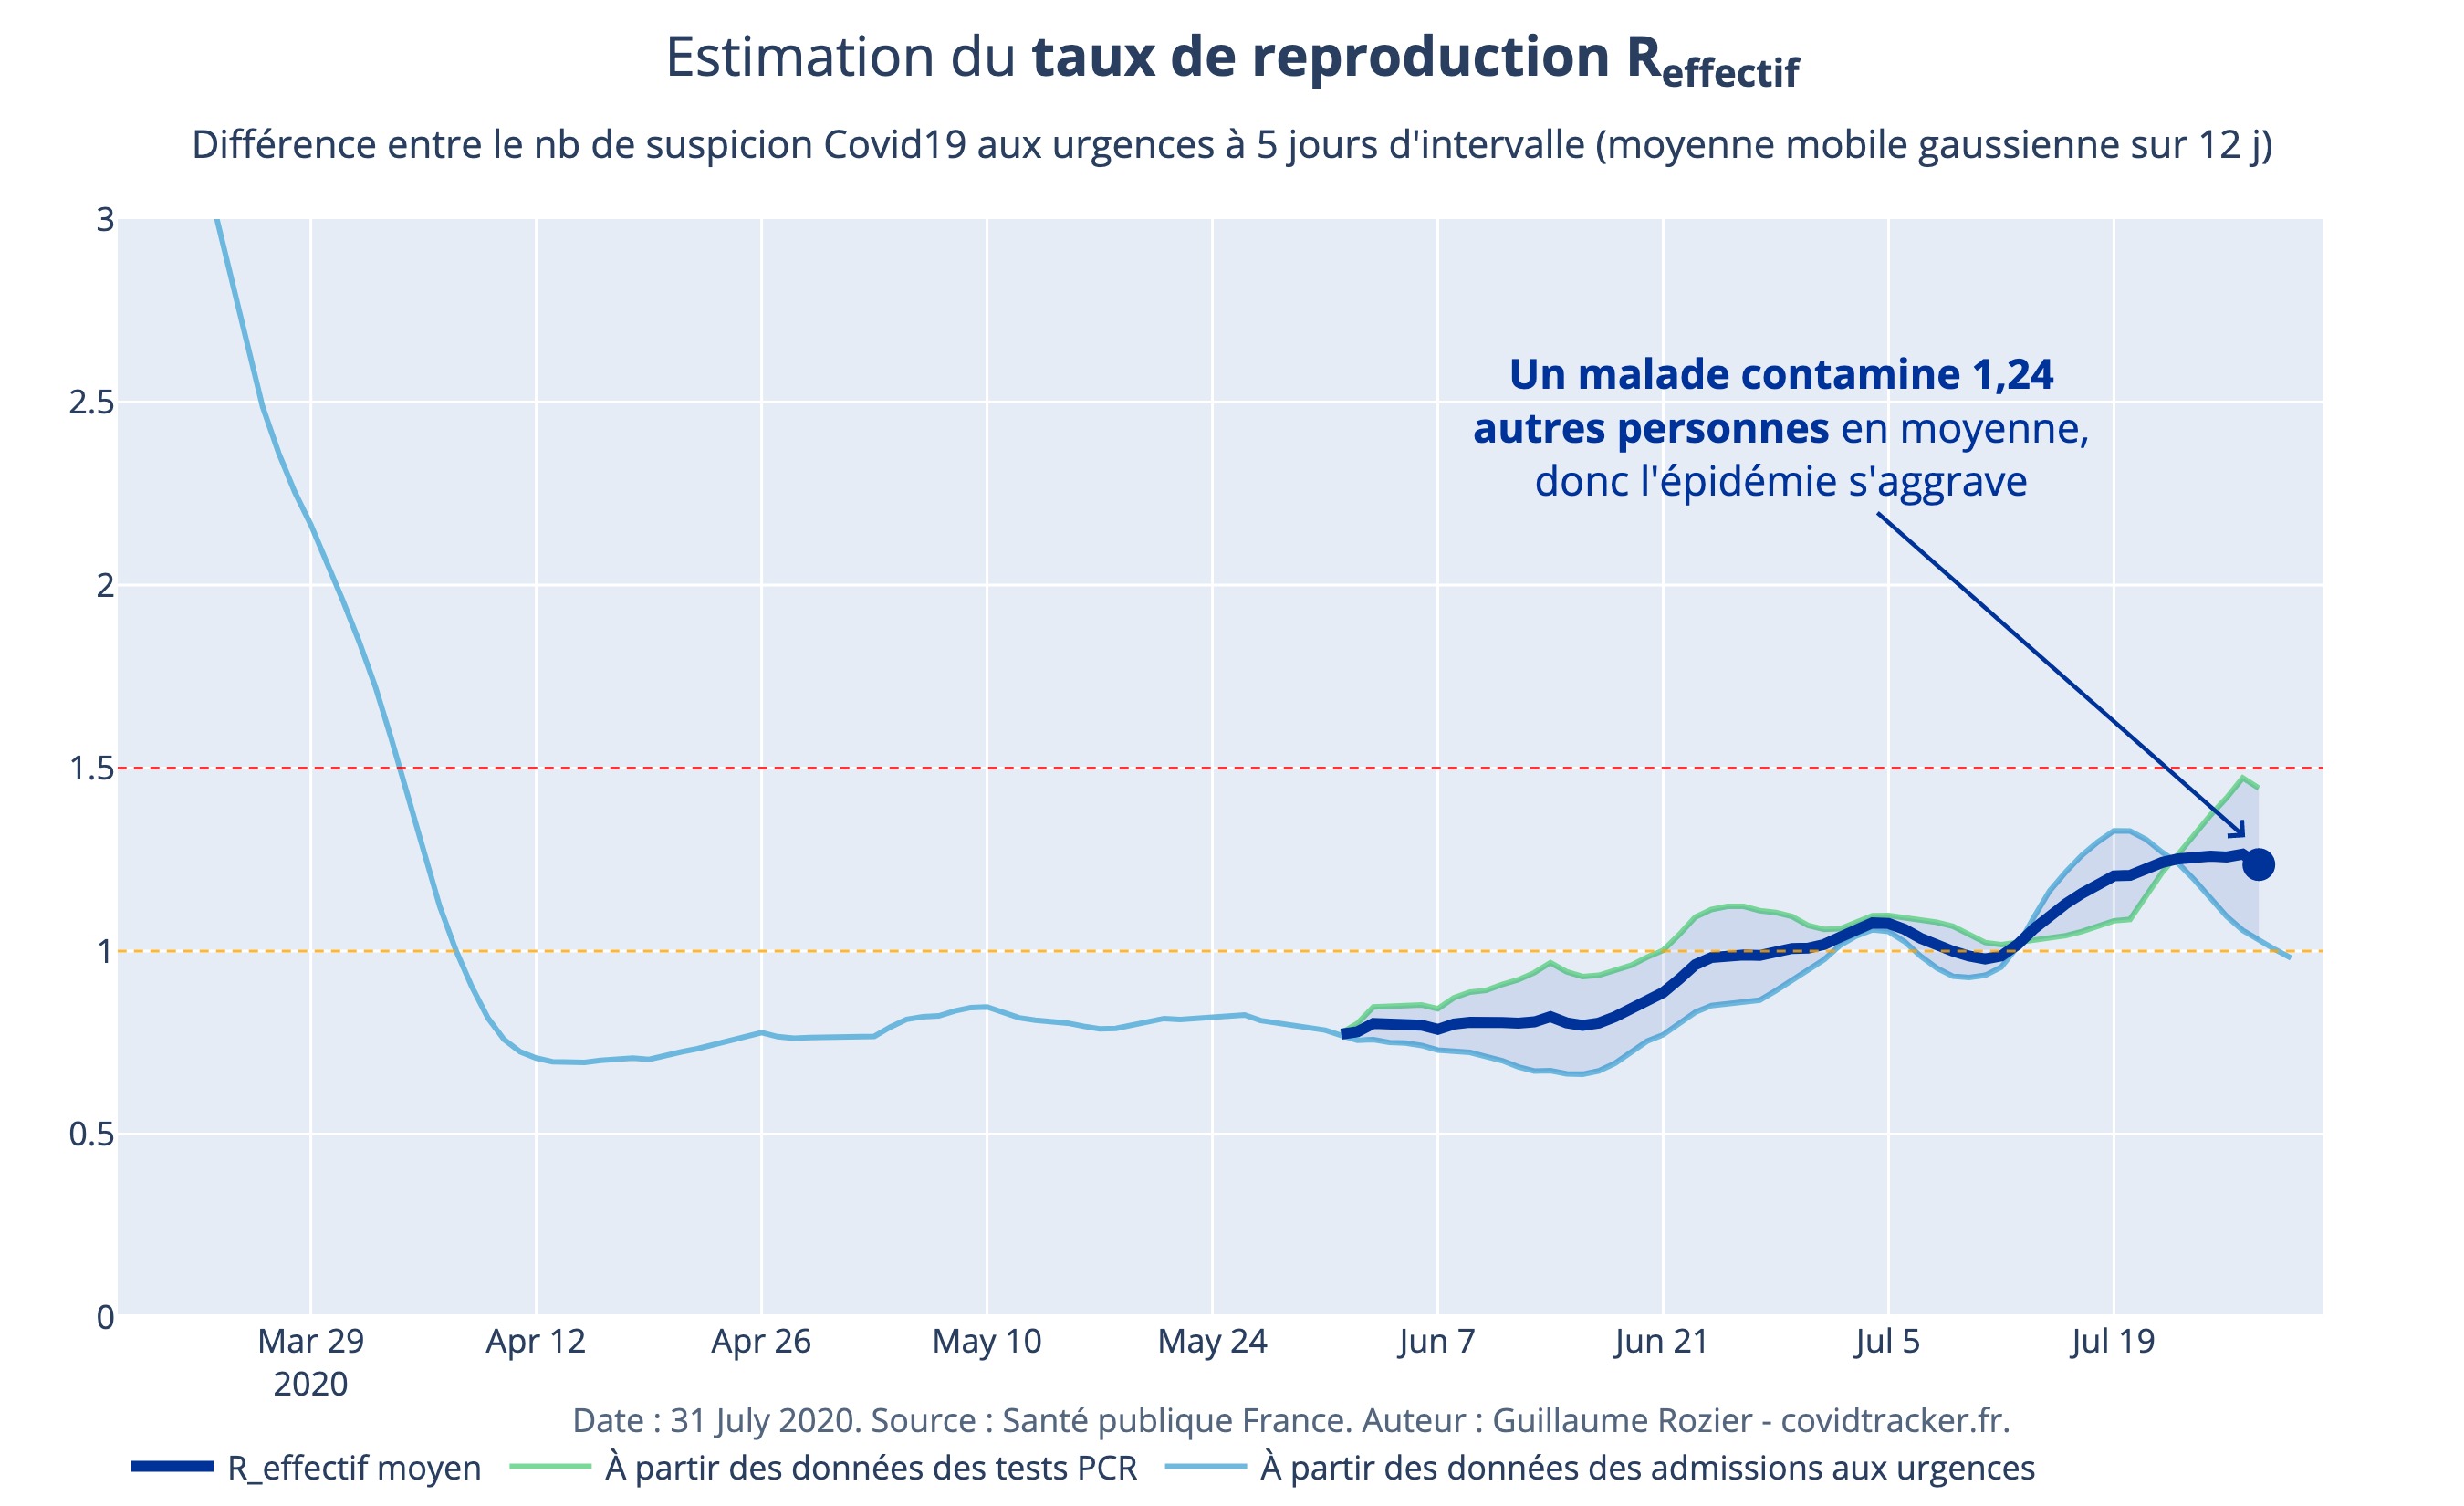 Estimation du taux de reproduction Reffectif
Différence entre le nb de suspicion Covid19 aux urgences à 5 jours d'intervalle (moyenne mobile gaussienne sur 12 j)
3
2.5
2
1.5
1
0.5
0
Un malade contamine 1,24
autres personnes en moyenne,
donc l'épidémie s'aggrave
Mar 29
2020
Apr 12
Apr 26
May 10
May 24
Jun 7
Jun 21
Jul 5
Jul 19
Date : 31 July 2020. Source : Santé publique France. Auteur : Guillaume Rozier - covidtracker.fr.
R_effectif moyen
À partir des données des tests PCR
À partir des données des admissions aux urgences